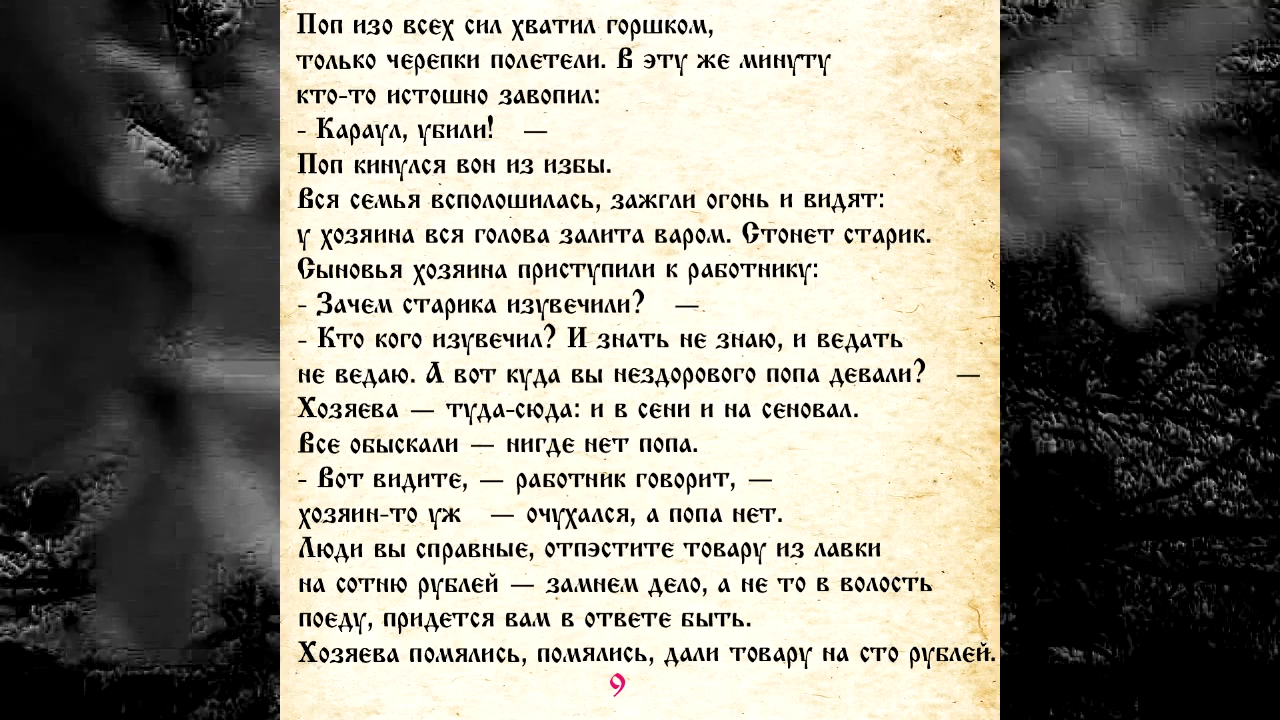 Поп изо всех сил хватил горшком,
только черепки полетели. В эту же минуту
кто-то истошно завопил:
- Караул, убили! —
Поп кинулся вон из избы.
Вся семья всполошилась, зажгли огонь и видят:
у хозяина вся голова залита варом. Стонет старик.
Сыновья хозяина приступили к работнику:
- Зачем старика изувечили? —
- Кто кого изувечил? И знать не знаю, и ведать
не ведаю. А вот куда вы нездорового попа девали? —
Хозяева — туда-сюда: и в сени и на сеновал.
Все обыскали — нигде нет попа.
- Вот видите, — работник говорит, —
хозяин-то уж — очухался, а попа нет.
Люди вы справные, отпэстите товару из лавки
на сотню рублей — замнем дело, а не то в волость
поеду, придется вам в ответе быть.
Хозяева помялись, помялись, дали товару на сто рублей.
9